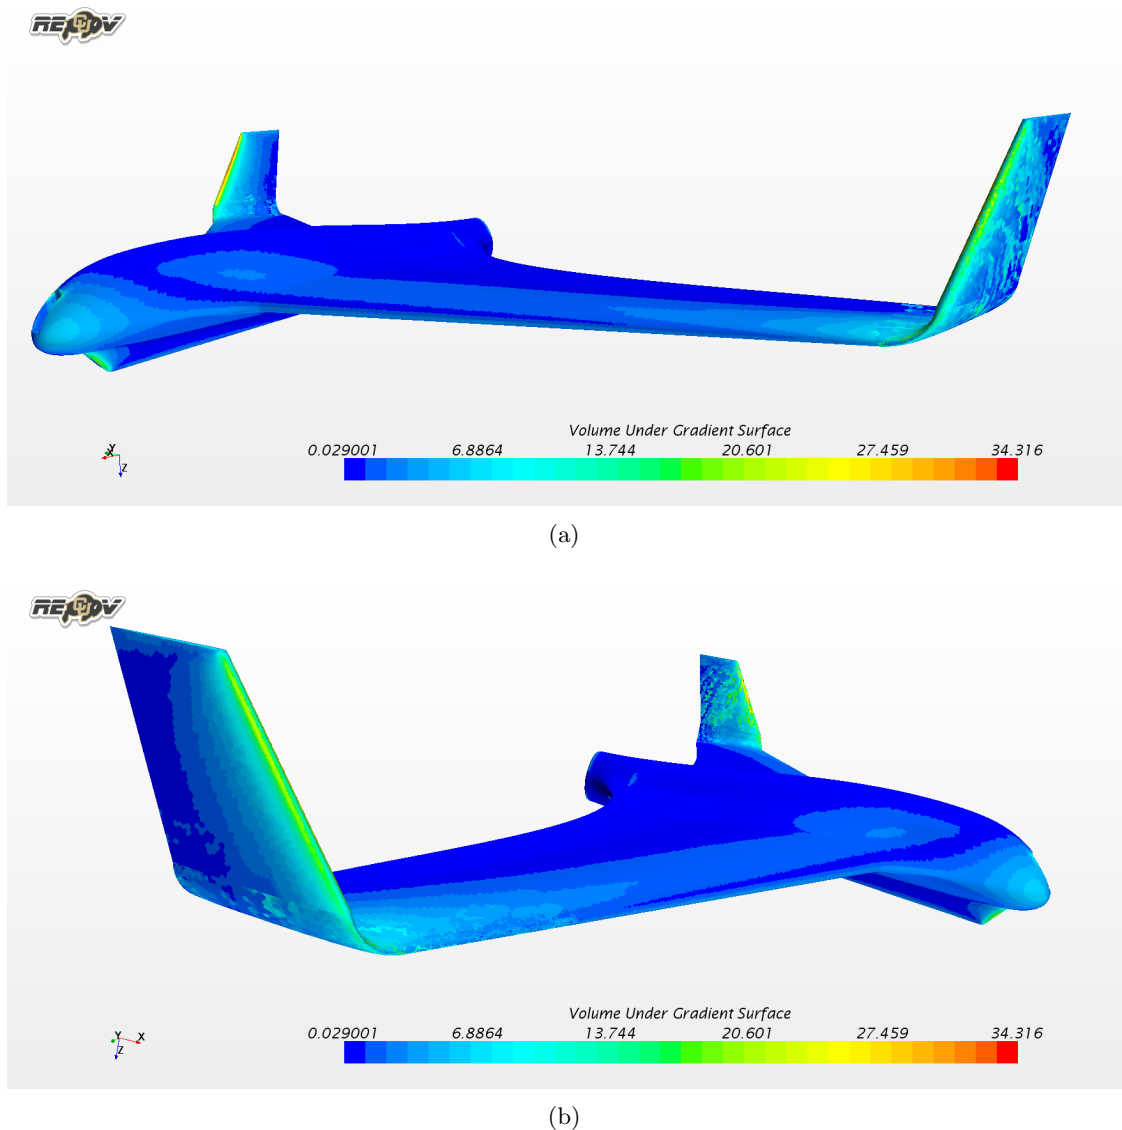 Volume Under Gradient Surface
0.029001 6.8864 13.744 20.601 27.459 34.316
Y
X
Z
(a)
Volume Under Gradient Surface
0.029001 6.8864 13.744 20.601 27.459 34.316
Y X
Z
(b)